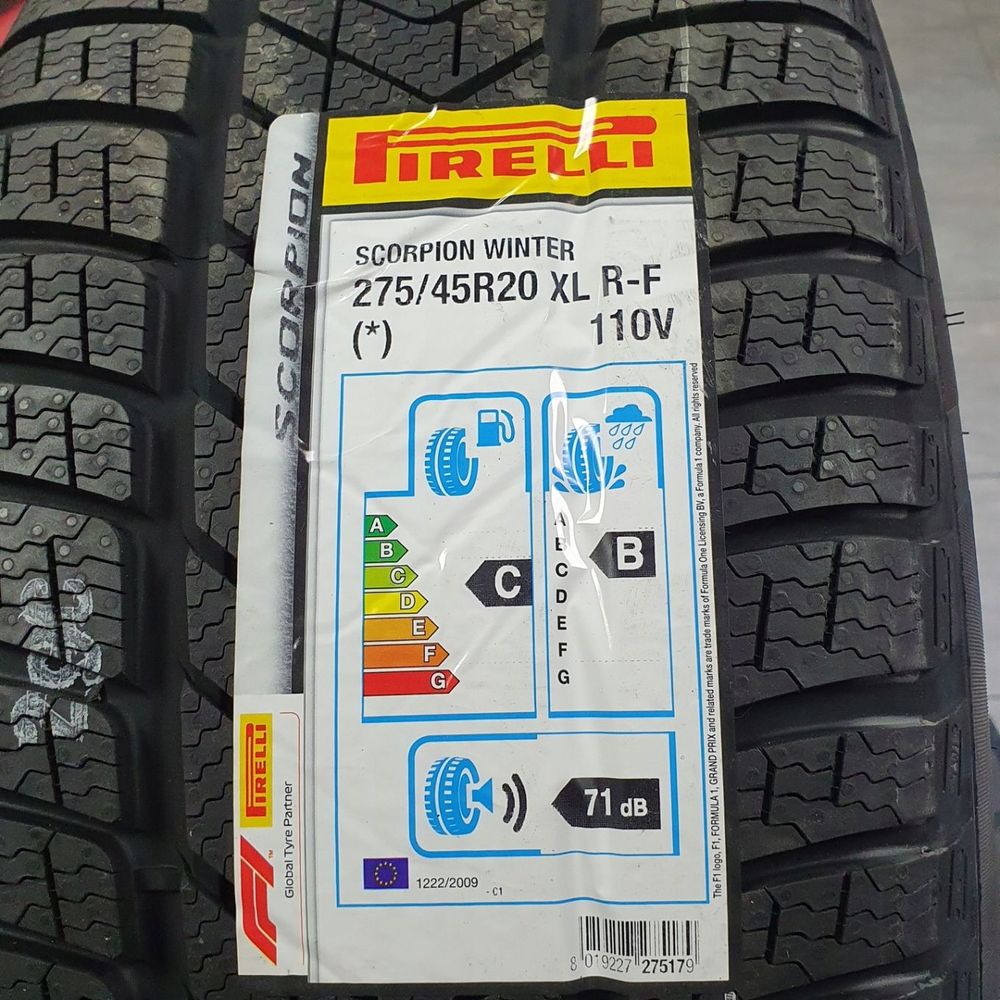 PIRELLI
SCORPION
SCORPION WINTER
275/45R20 XL R-F
(*) 110V
A
B
C
D
E
F
G
C
A
B
C
D
E
F
G
B
71 dB
1222/2009 - C1
8 019227 275179
PIRELLI
F1 ™
Global Tyre Partner
The F1 logo, F1, FORMULA 1, GRAND PRIX and related marks are trade marks of Formula One Licensing BV, a Formula 1 company. All rights reserved